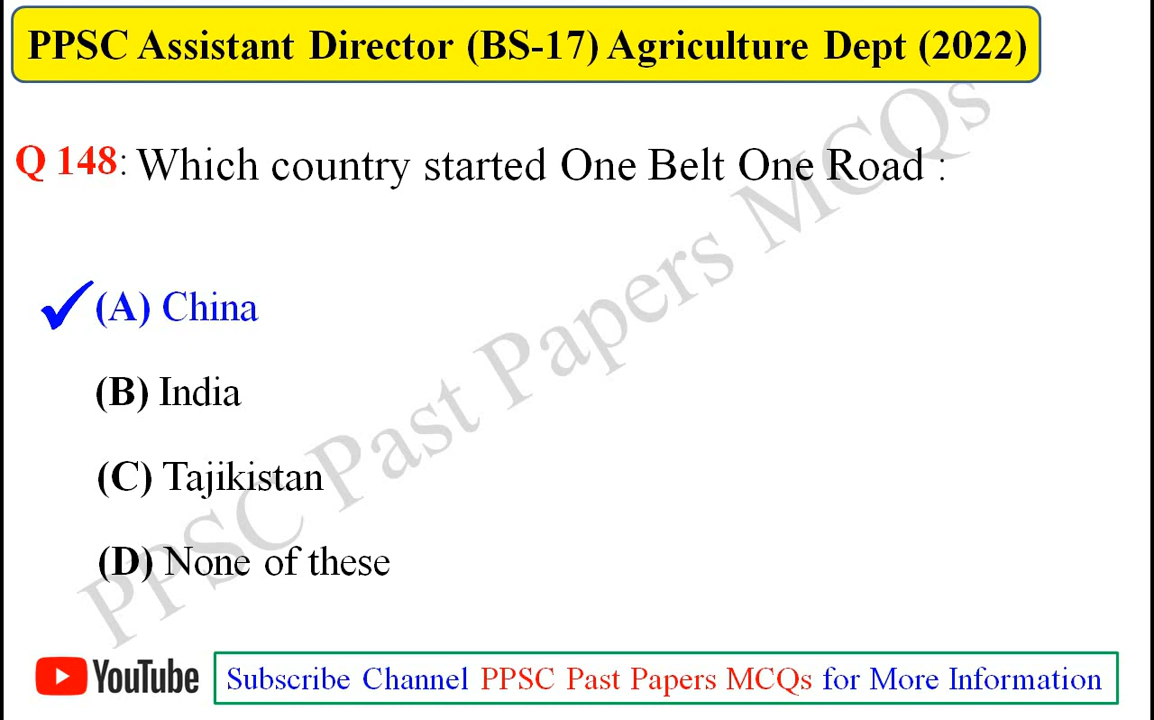 PPSC Assistant Director (BS-17) Agriculture Dept (2022)
Q 148: Which country started One Belt One Road :
(A) China
(B) India
(C) Tajikistan
(D) None of these
PPSC Past Papers MCQs
YouTube
Subscribe Channel PPSC Past Papers MCQs for More Information